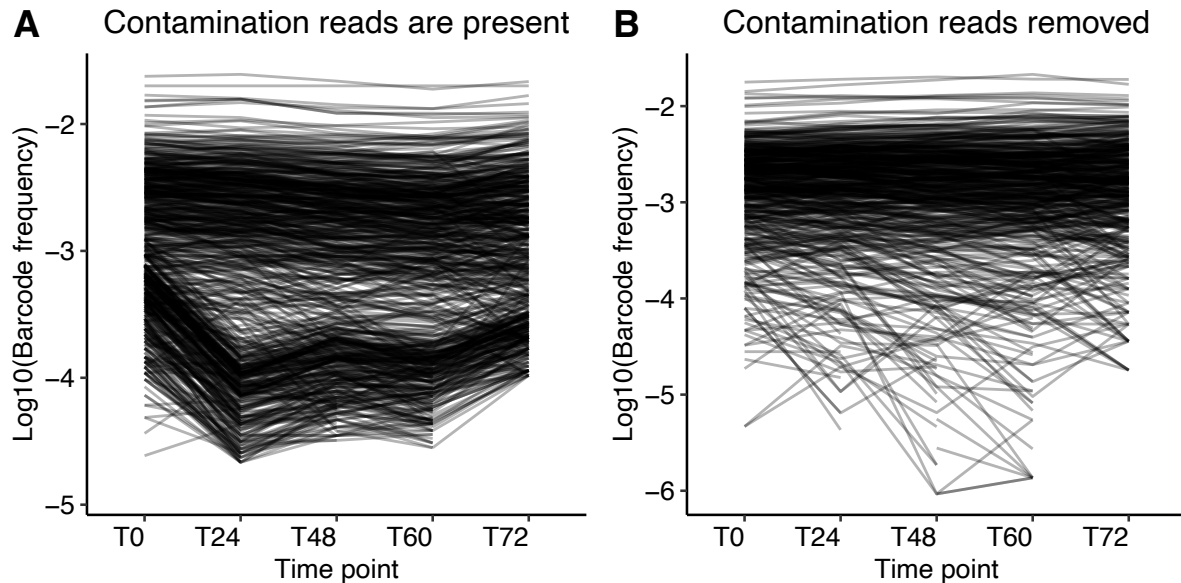 A Contamination reads are present
Log10(Barcode frequency)
−2
−3
−4
−5
T0 T24 T48 T60 T72
Time point
B Contamination reads removed
Log10(Barcode frequency)
−2
−3
−4
−5
−6
T0 T24 T48 T60 T72
Time point